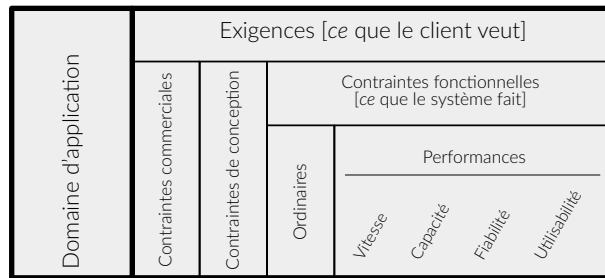 Domaine d'application
Exigences [ce que le client veut]
Contraintes commerciales
Contraintes de conception
Contraintes fonctionnelles
[ce que le système fait]
Ordinaires
Performances
Vitesse
Capacité
Fiabilité
Utilisabilité